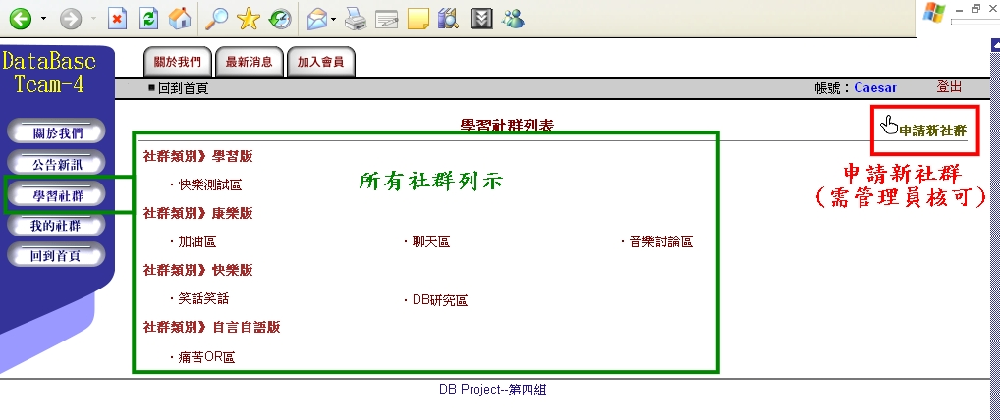 DataBase
Team-4
關於我們
最新消息
加入會員
■回到首頁
帳號：Caesar
登出
關於我們
公告新訊
學習社群
我的社群
回到首頁
學習社群列表
申請新社群
申請新社群
(需管理員核可)
所有社群列示
社群類別》學習版
・快樂測試區
社群類別》康樂版
・加油區
・聊天區
・音樂討論區
社群類別》快樂版
・笑話笑話
・DB研究區
社群類別》自言自語版
・痛苦OR區
DB Project--第四組